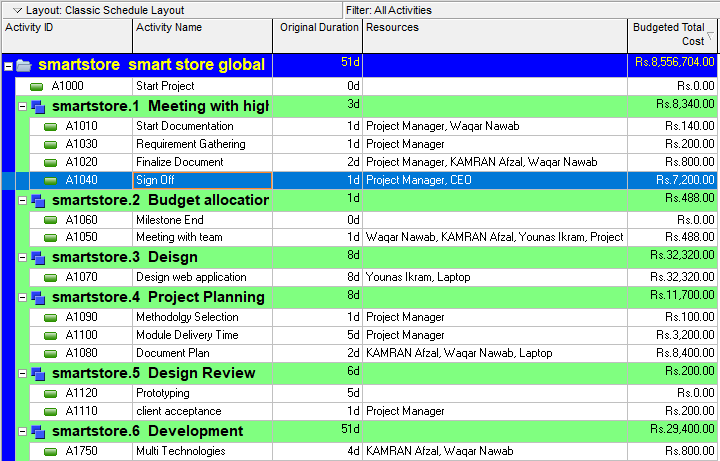 Layout: Classic Schedule Layout Filter: All Activities
Activity ID Activity Name Original Duration Resources Budgeted Total Cost
smartstore smart store global 51d Rs.8,556,704.00
A1000 Start Project 0d Rs.0.00
smartstore.1 Meeting with high 3d Rs.8,340.00
A1010 Start Documentation 1d Project Manager, Waqar Nawab Rs.140.00
A1030 Requirement Gathering 1d Project Manager Rs.200.00
A1020 Finalize Document 2d Project Manager, KAMRAN Afzal, Waqar Nawab Rs.800.00
A1040 Sign Off 1d Project Manager, CEO Rs.7,200.00
smartstore.2 Budget allocation 1d Rs.488.00
A1060 Milestone End 0d Rs.0.00
A1050 Meeting with team 1d Waqar Nawab, KAMRAN Afzal, Younas Ikram, Project Rs.488.00
smartstore.3 Deisgn 8d Rs.32,320.00
A1070 Design web application 8d Younas Ikram, Laptop Rs.32,320.00
smartstore.4 Project Planning 8d Rs.11,700.00
A1090 Methodolgy Selection 1d Project Manager Rs.100.00
A1100 Module Delivery Time 5d Project Manager Rs.3,200.00
A1080 Document Plan 2d KAMRAN Afzal, Waqar Nawab, Laptop Rs.8,400.00
smartstore.5 Design Review 6d Rs.200.00
A1120 Prototyping 5d Rs.0.00
A1110 client acceptance 1d Project Manager Rs.200.00
smartstore.6 Development 51d Rs.29,400.00
A1750 Multi Technologies 4d KAMRAN Afzal, Waqar Nawab Rs.800.00